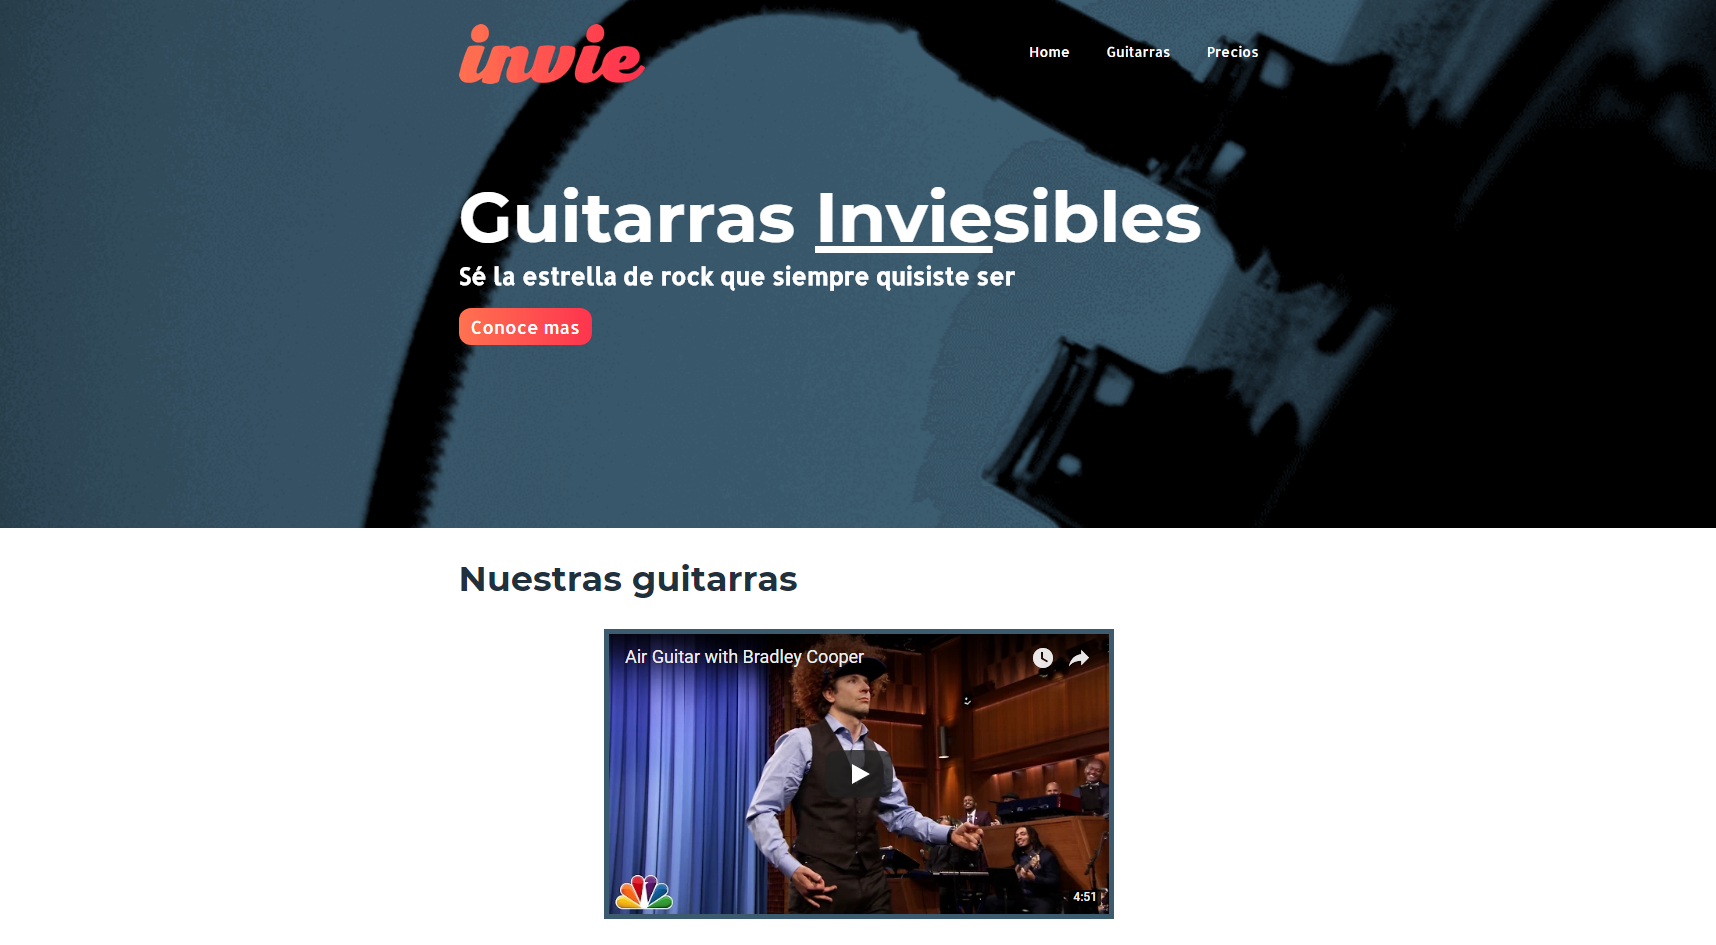 invie
Home Guitarras Precios
Guitarras Inviesibles
Sé la estrella de rock que siempre quisiste ser
Conoce mas
Nuestras guitarras
Air Guitar with Bradley Cooper
4:51